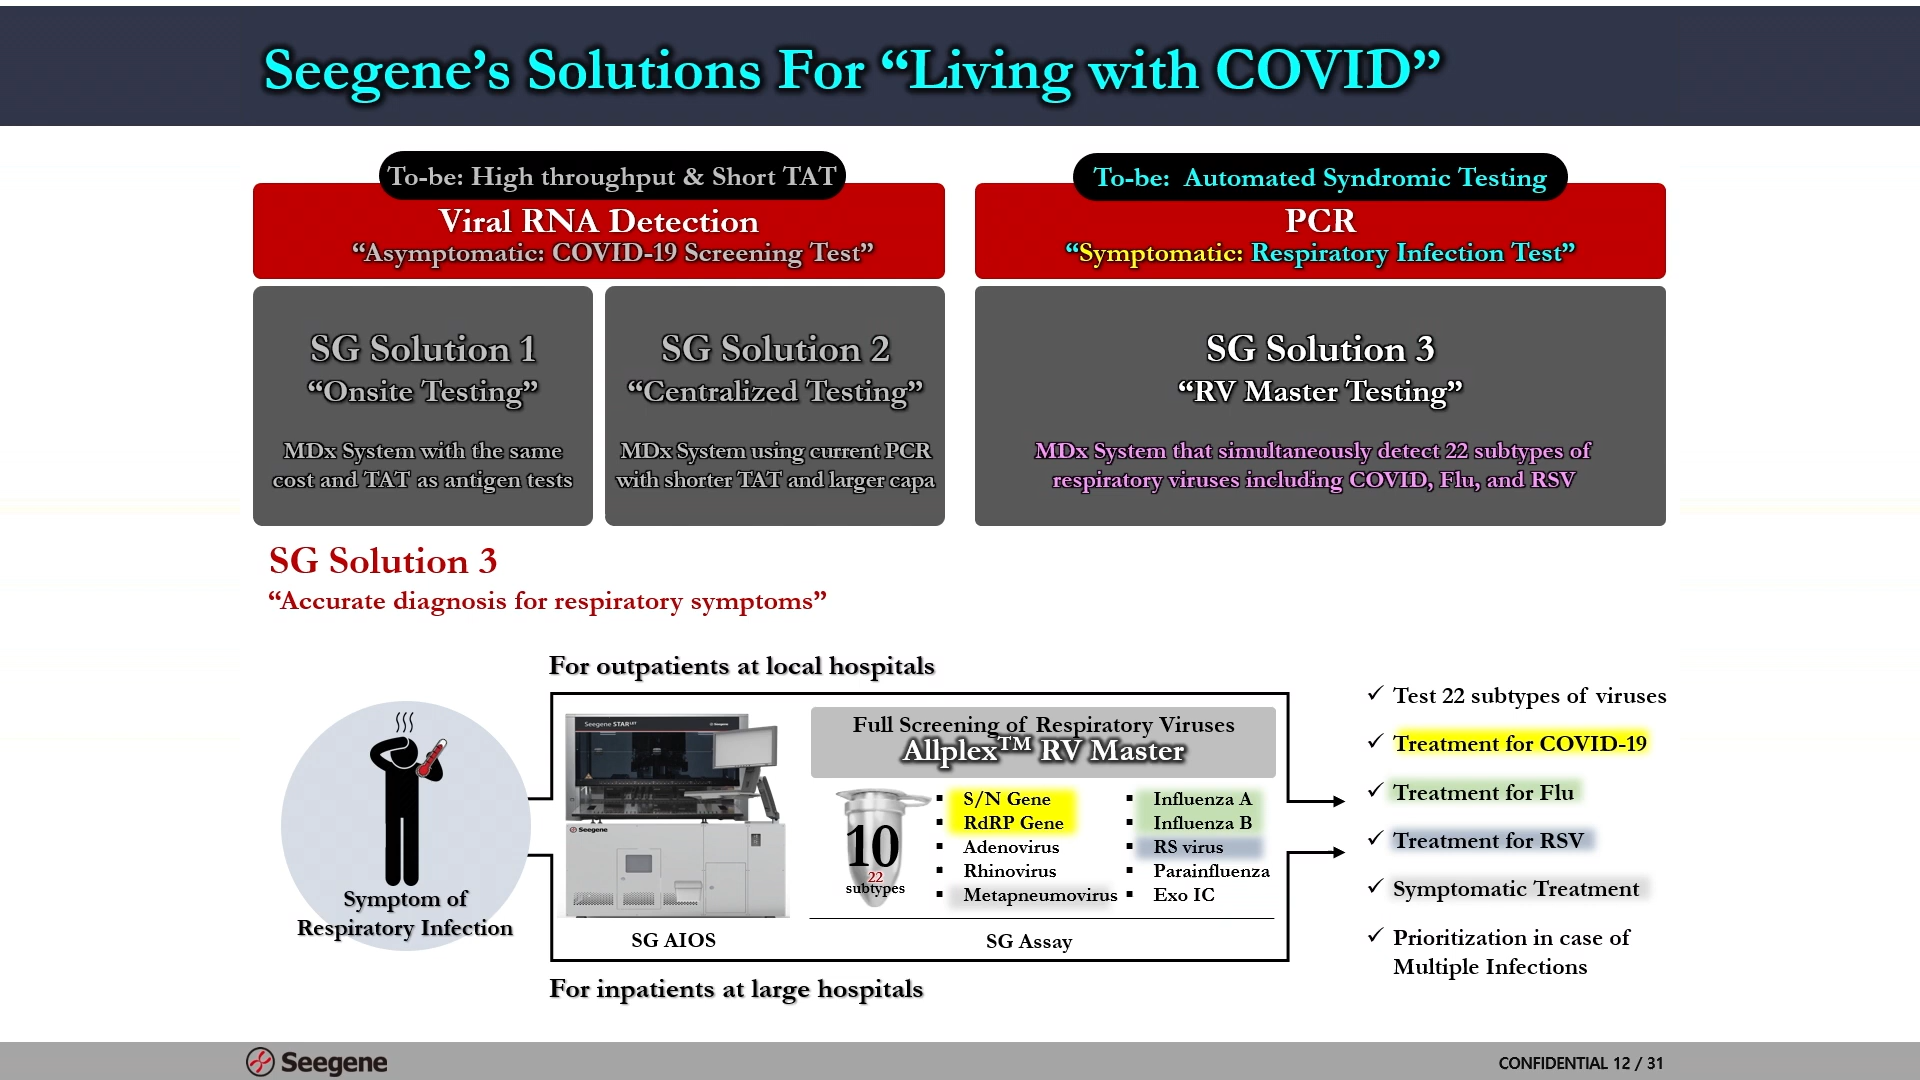 Seegene’s Solutions For “Living with COVID”
To-be: High throughput & Short TAT
Viral RNA Detection
“Asymptomatic: COVID-19 Screening Test”
To-be: Automated Syndromic Testing
PCR
“Symptomatic: Respiratory Infection Test”
SG Solution 1
“Onsite Testing”
MDx System with the same
cost and TAT as antigen tests
SG Solution 2
“Centralized Testing”
MDx System using current PCR
with shorter TAT and larger capa
SG Solution 3
“RV Master Testing”
MDx System that simultaneously detect 22 subtypes of
respiratory viruses including COVID, Flu, and RSV
SG Solution 3
“Accurate diagnosis for respiratory symptoms”
Symptom of
Respiratory Infection
For outpatients at local hospitals
Seegene STARlet
Seegene
Seegene
SG AIOS
Full Screening of Respiratory Viruses
Allplex™ RV Master
10
22
subtypes
▪ S/N Gene
▪ RdRP Gene
▪ Adenovirus
▪ Rhinovirus
▪ Metapneumovirus
▪ Influenza A
▪ Influenza B
▪ RS virus
▪ Parainfluenza
▪ Exo IC
SG Assay
For inpatients at large hospitals
✓ Test 22 subtypes of viruses
✓ Treatment for COVID-19
✓ Treatment for Flu
✓ Treatment for RSV
✓ Symptomatic Treatment
✓ Prioritization in case of
Multiple Infections
Seegene
CONFIDENTIAL 12 / 31